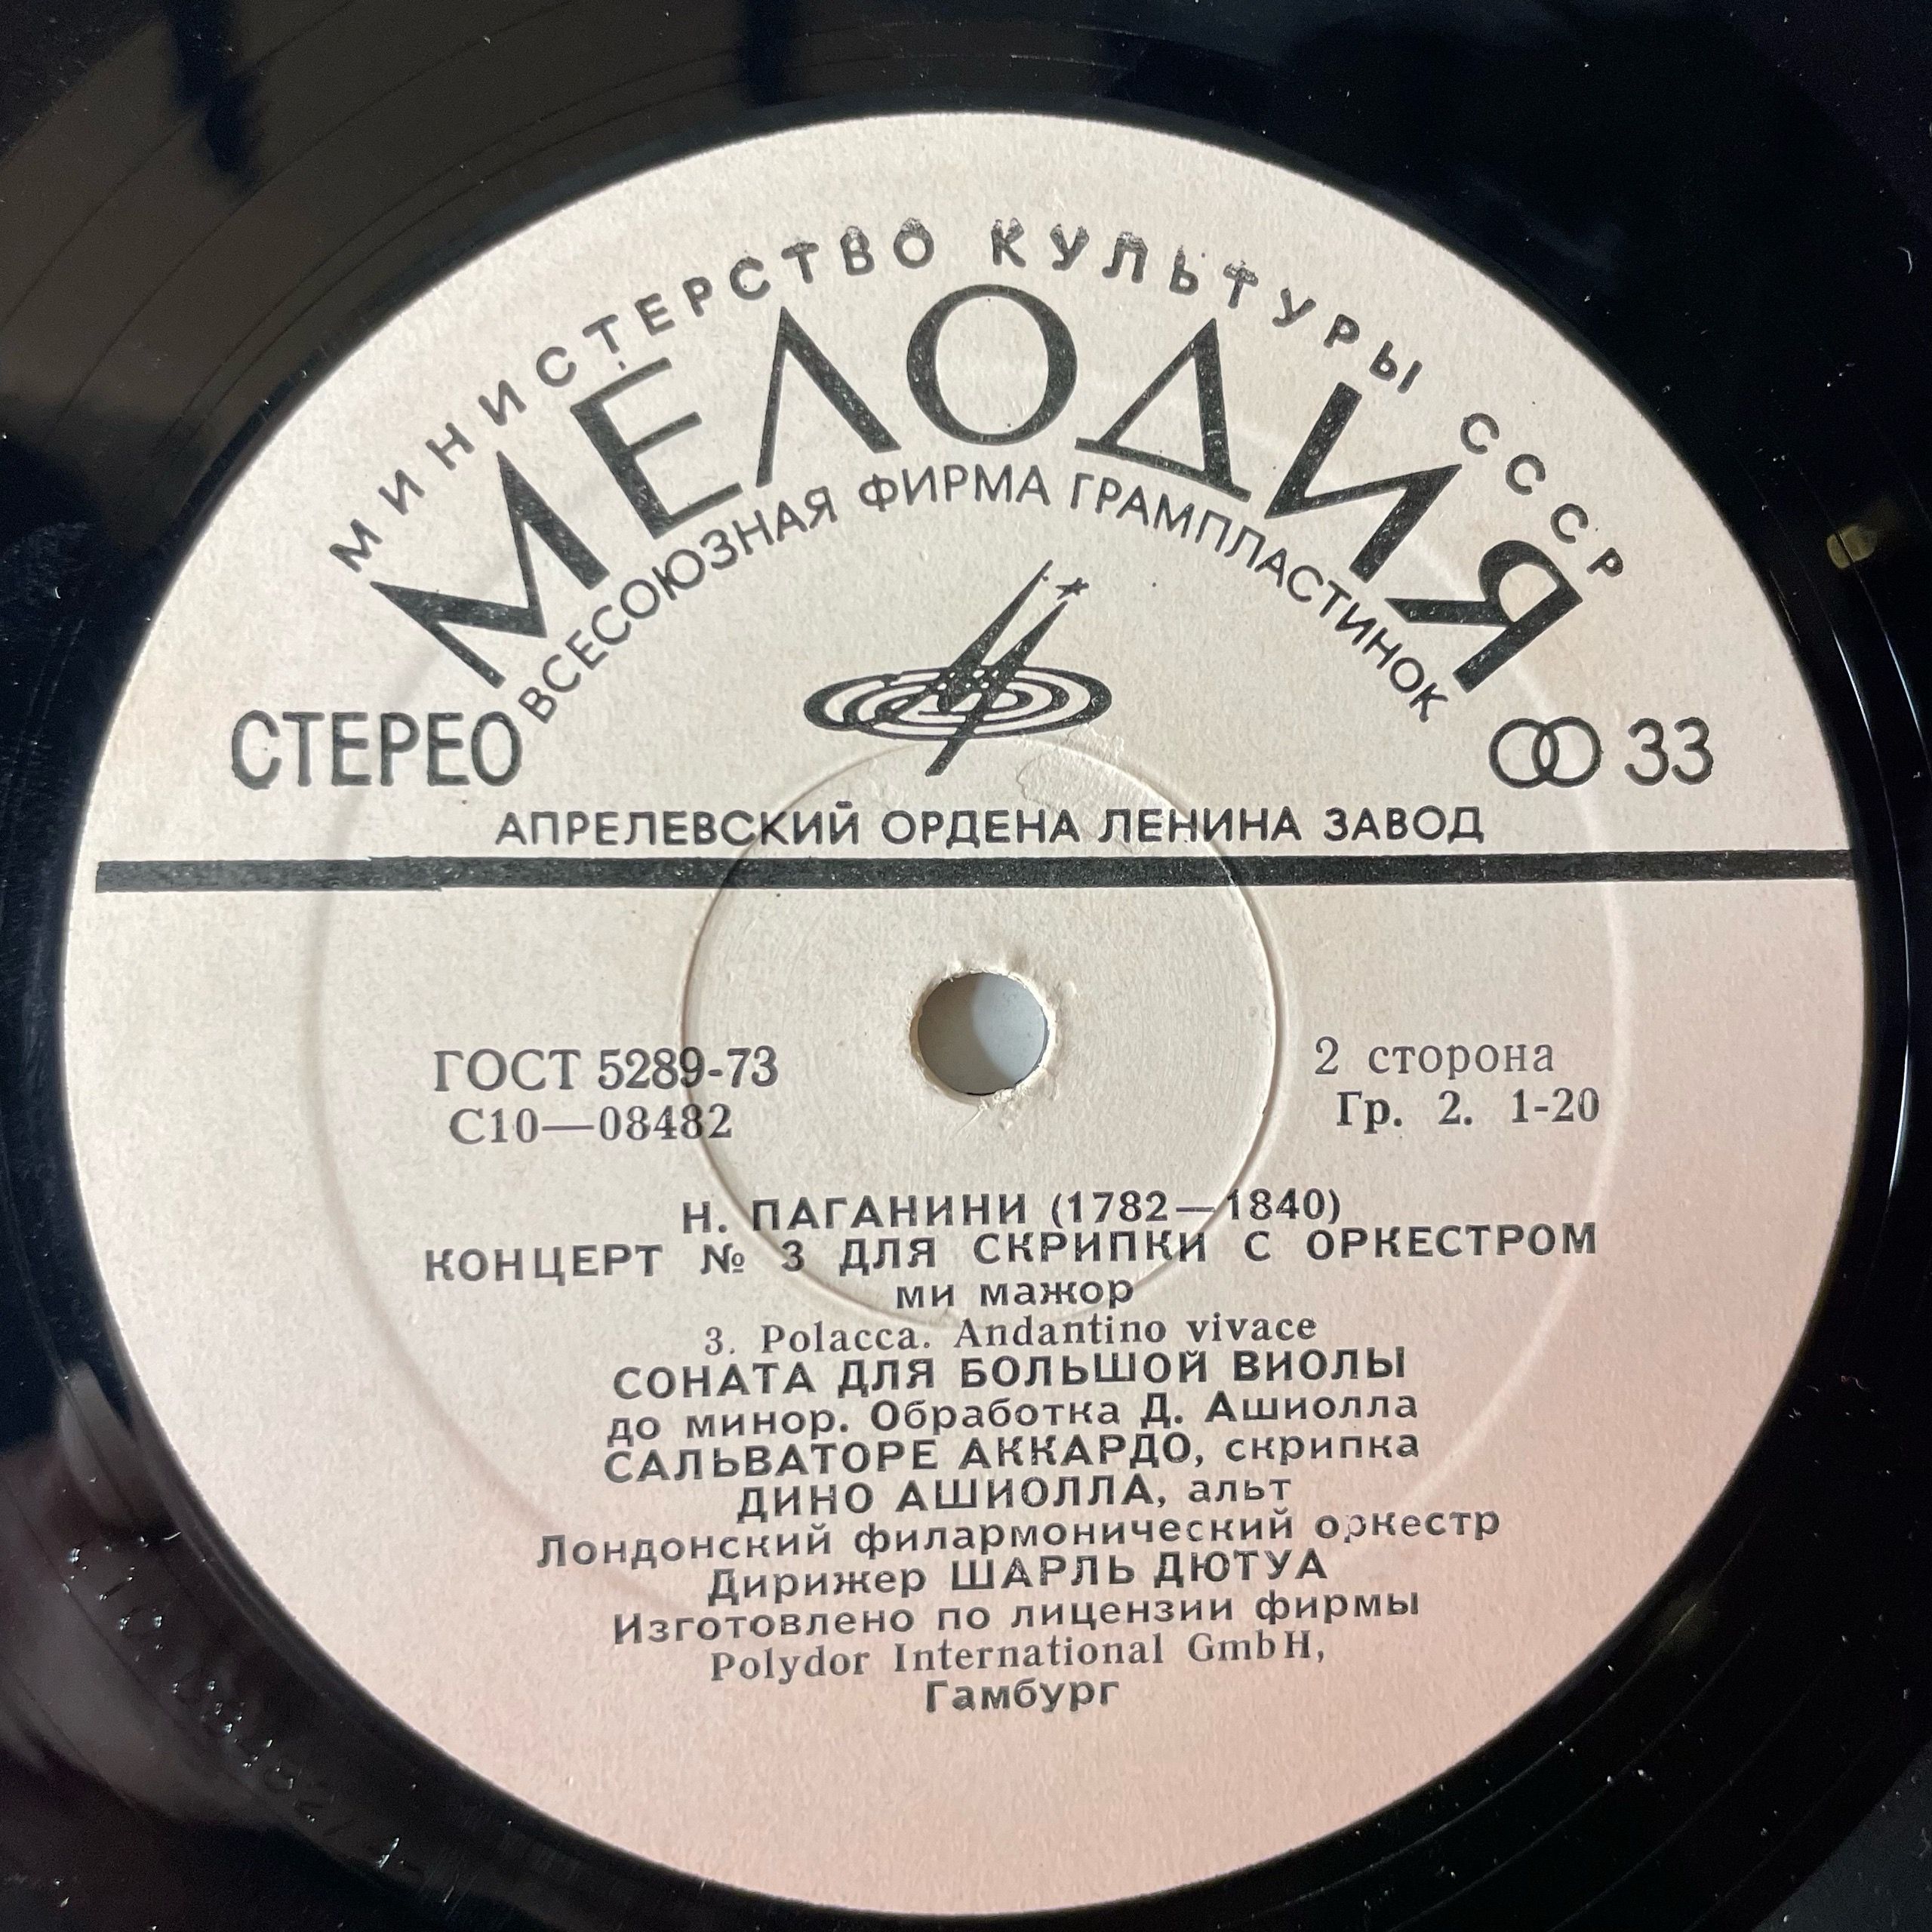 МИНИСТЕРСТВО КУЛЬТУРЫ СССР
МЕЛОДИЯ
ВСЕСОЮЗНАЯ ФИРМА ГРАМПЛАСТИНОК
СТЕРЕО
33
АПРЕЛЕВСКИЙ ОРДЕНА ЛЕНИНА ЗАВОД
ГОСТ 5289-73
2 сторона
С10—08482
Гр. 2. 1-20
Н. ПАГАНИНИ (1782—1840)
КОНЦЕРТ № 3 ДЛЯ СКРИПКИ С ОРКЕСТРОМ
ми мажор
3. Polacca. Andantino vivace
СОНАТА ДЛЯ БОЛЬШОЙ ВИОЛЫ
до минор. Обработка Д. Ашиолла
САЛЬВАТОРЕ АККАРДО, скрипка
ДИНО АШИОЛЛА, альт
Лондонский филармонический оркестр
Дирижер ШАРЛЬ ДЮТУА
Изготовлено по лицензии фирмы
Polydor International GmbH,
Гамбург